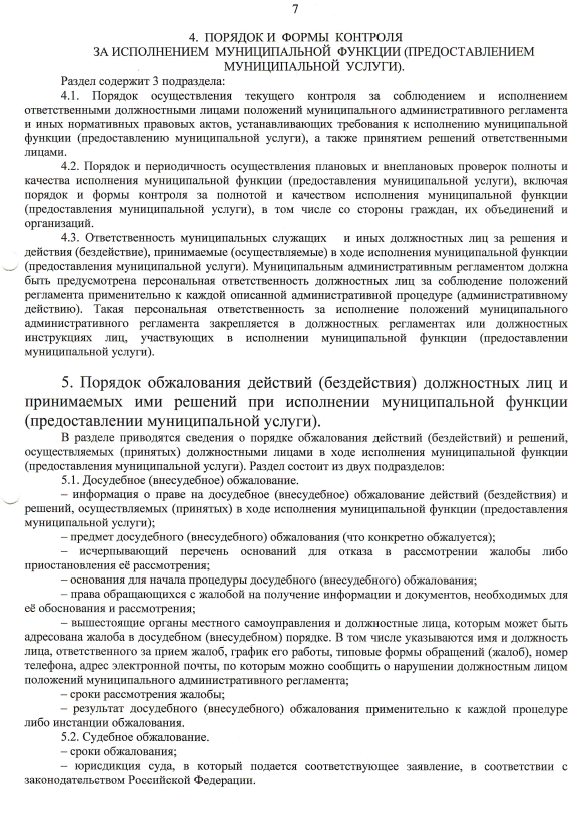 7
4. ПОРЯДОК И ФОРМЫ КОНТРОЛЯ
ЗА ИСПОЛНЕНИЕМ МУНИЦИПАЛЬНОЙ ФУНКЦИИ (ПРЕДОСТАВЛЕНИЕМ
МУНИЦИПАЛЬНОЙ УСЛУГИ).
Раздел содержит 3 подраздела:
4.1. Порядок осуществления текущего контроля за соблюдением и исполнением
ответственными должностными лицами положений муниципального административного регламента
и иных нормативных правовых актов, устанавливающих требования к исполнению муниципальной
функции (предоставлению муниципальной услуги), а также принятием решений ответственными
лицами.
4.2. Порядок и периодичность осуществления плановых и внеплановых проверок полноты и
качества исполнения муниципальной функции (предоставления муниципальной услуги), включая
порядок и формы контроля за полнотой и качеством исполнения муниципальной функции
(предоставления муниципальной услуги), в том числе со стороны граждан, их объединений и
организаций.
4.3. Ответственность муниципальных служащих и иных должностных лиц за решения и
действия (бездействие), принимаемые (осуществляемые) в ходе исполнения муниципальной функции
(предоставления муниципальной услуги). Муниципальным административным регламентом должна
быть предусмотрена персональная ответственность должностных лиц за соблюдение положений
регламента применительно к каждой описанной административной процедуре (административному
действию). Такая персональная ответственность за исполнение положений муниципального
административного регламента закрепляется в должностных регламентах или должностных
инструкциях лиц, участвующих в исполнении муниципальной функции (предоставлении
муниципальной услуги).
5. Порядок обжалования действий (бездействия) должностных лиц и
принимаемых ими решений при исполнении муниципальной функции
(предоставлении муниципальной услуги).
В разделе приводятся сведения о порядке обжалования действий (бездействий) и решений,
осуществляемых (принятых) должностными лицами в ходе исполнения муниципальной функции
(предоставления муниципальной услуги). Раздел состоит из двух подразделов:
5.1. Досудебное (внесудебное) обжалование.
– информация о праве на досудебное (внесудебное) обжалование действий (бездействия) и
решений, осуществляемых (принятых) в ходе исполнения муниципальной функции (предоставления
муниципальной услуги);
– предмет досудебного (внесудебного) обжалования (что конкретно обжалуется);
– исчерпывающий перечень оснований для отказа в рассмотрении жалобы либо
приостановления её рассмотрения;
– основания для начала процедуры досудебного (внесудебного) обжалования;
– права обращающихся с жалобой на получение информации и документов, необходимых для
её обоснования и рассмотрения;
– вышестоящие органы местного самоуправления и должностные лица, которым может быть
адресована жалоба в досудебном (внесудебном) порядке. В том числе указываются имя и должность
лица, ответственного за прием жалоб, график его работы, типовые формы обращений (жалоб), номер
телефона, адрес электронной почты, по которым можно сообщить о нарушении должностным лицом
положений муниципального административного регламента;
– сроки рассмотрения жалобы;
– результат досудебного (внесудебного) обжалования применительно к каждой процедуре
либо инстанции обжалования.
5.2. Судебное обжалование.
– сроки обжалования;
– юрисдикция суда, в который подается соответствующее заявление, в соответствии с
законодательством Российской Федерации.